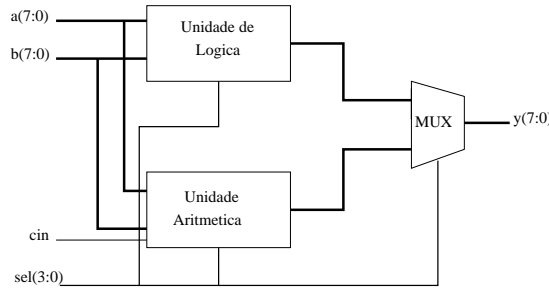 a(7:0)
b(7:0)
Unidade de
Logica
MUX
y(7:0)
Unidade
Aritmetica
cin
sel(3:0)